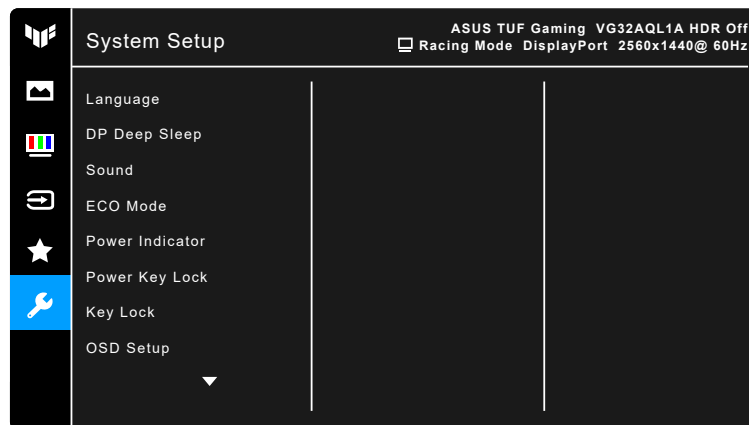 System Setup
ASUS TUF Gaming VG32AQL1A HDR Off
Racing Mode DisplayPort 2560x1440@ 60Hz
Language
DP Deep Sleep
Sound
ECO Mode
Power Indicator
Power Key Lock
Key Lock
OSD Setup